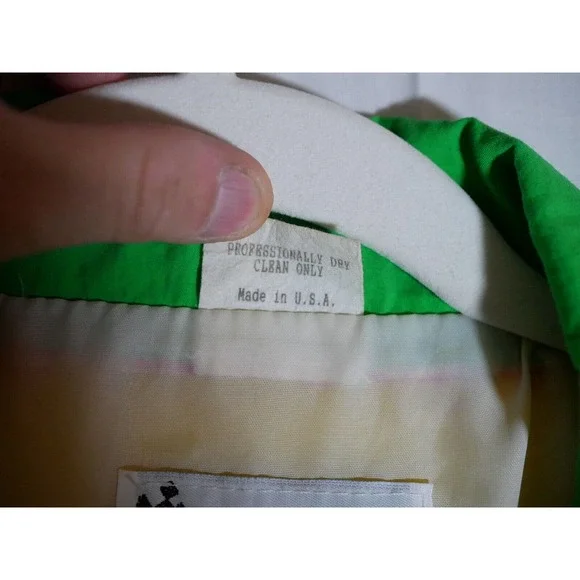 PROFESSIONALLY DRY
CLEAN ONLY
Made in U.S.A.